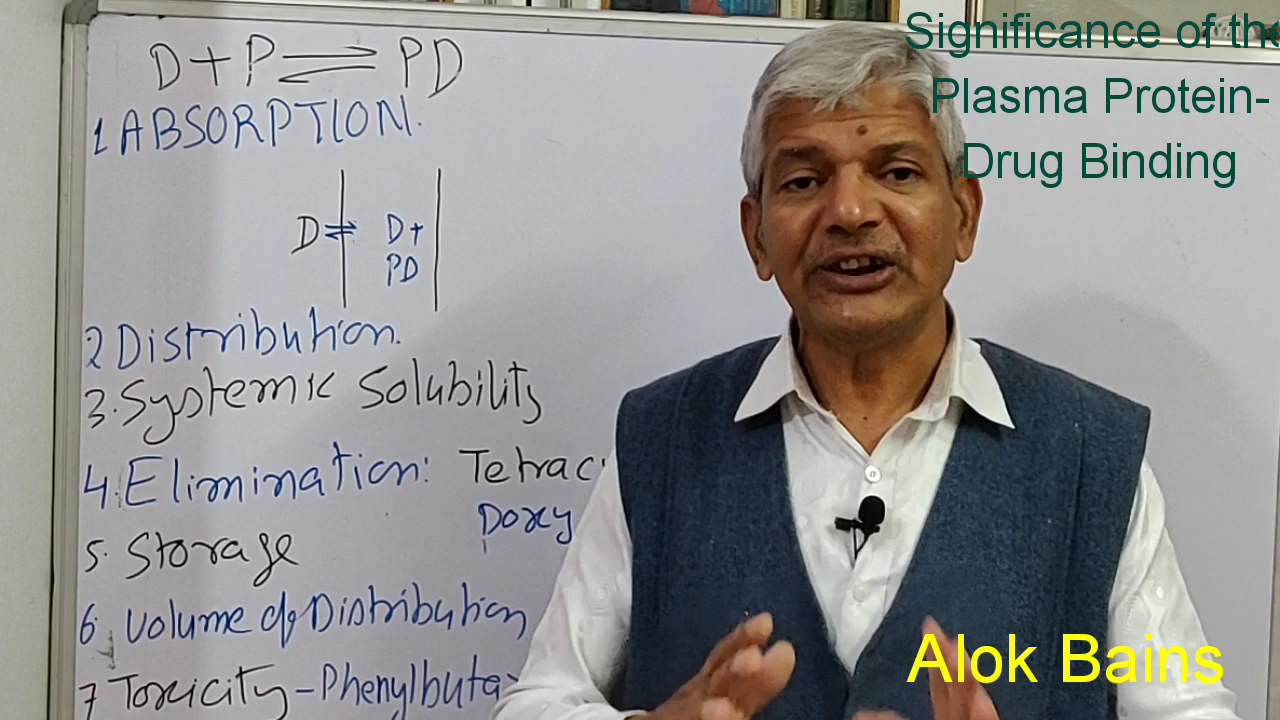 D+P ⇌ PD
1 ABSORPTION.
D ⇌ D+
PD
2 Distribution.
3. Systemic Solubility
4. Elimination: Tetrac
Doxy
5. Storage
6. Volume of Distribution
7 Toxicity - Phenylbuta
Significance of the
Plasma Protein-
Drug Binding
Alok Bains